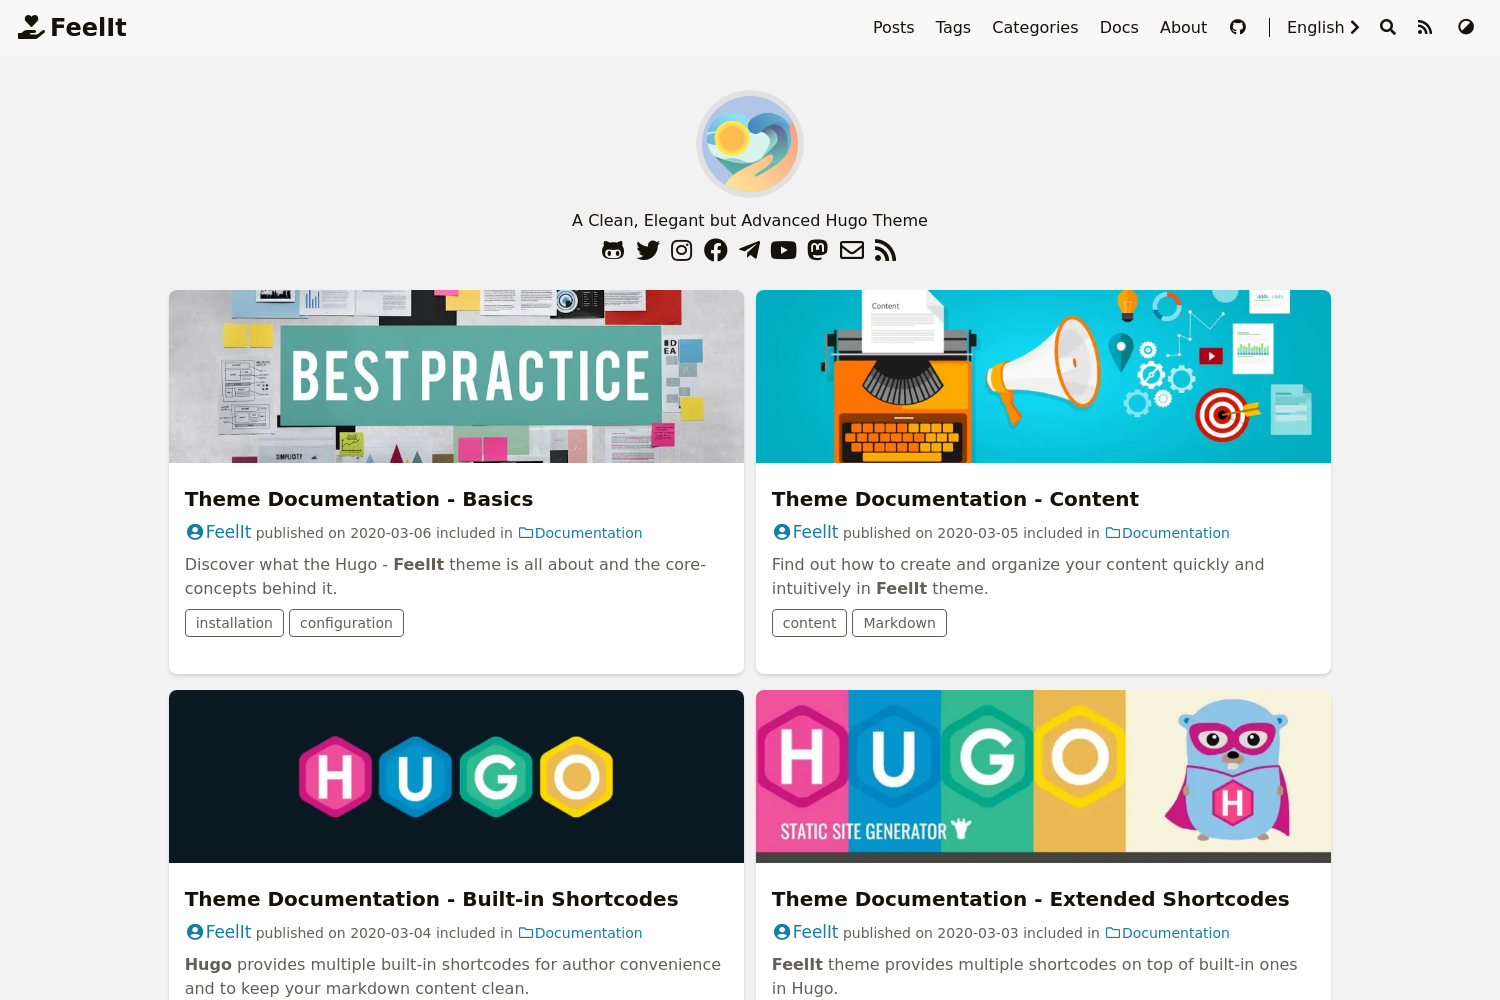 FeelIt
Posts Tags Categories Docs About English
A Clean, Elegant but Advanced Hugo Theme
BEST PRACTICE
SIMPLICITY
Content
Theme Documentation - Basics
FeelIt published on 2020-03-06 included in Documentation
Discover what the Hugo - FeelIt theme is all about and the core-
concepts behind it.
installation configuration
Theme Documentation - Content
FeelIt published on 2020-03-05 included in Documentation
Find out how to create and organize your content quickly and
intuitively in FeelIt theme.
content Markdown
HUGO
HUGO
STATIC SITE GENERATOR
H
Theme Documentation - Built-in Shortcodes
FeelIt published on 2020-03-04 included in Documentation
Hugo provides multiple built-in shortcodes for author convenience
and to keep your markdown content clean.
Theme Documentation - Extended Shortcodes
FeelIt published on 2020-03-03 included in Documentation
FeelIt theme provides multiple shortcodes on top of built-in ones
in Hugo.